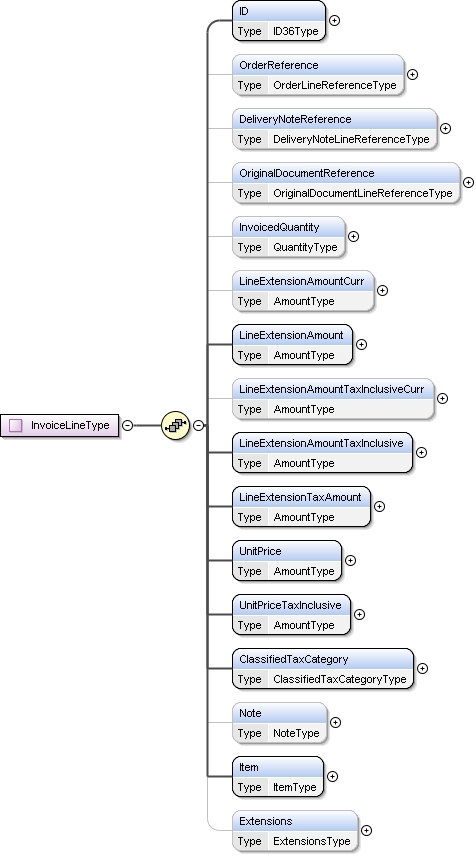 ID
Type ID36Type
OrderReference
Type OrderLineReferenceType
DeliveryNoteReference
Type DeliveryNoteLineReferenceType
OriginalDocumentReference
Type OriginalDocumentLineReferenceType
InvoicedQuantity
Type QuantityType
LineExtensionAmountCurr
Type AmountType
LineExtensionAmount
Type AmountType
LineExtensionAmountTaxInclusiveCurr
Type AmountType
InvoiceLineType
LineExtensionAmountTaxInclusive
Type AmountType
LineExtensionTaxAmount
Type AmountType
UnitPrice
Type AmountType
UnitPriceTaxInclusive
Type AmountType
ClassifiedTaxCategory
Type ClassifiedTaxCategoryType
Note
Type NoteType
Item
Type ItemType
Extensions
Type ExtensionsType